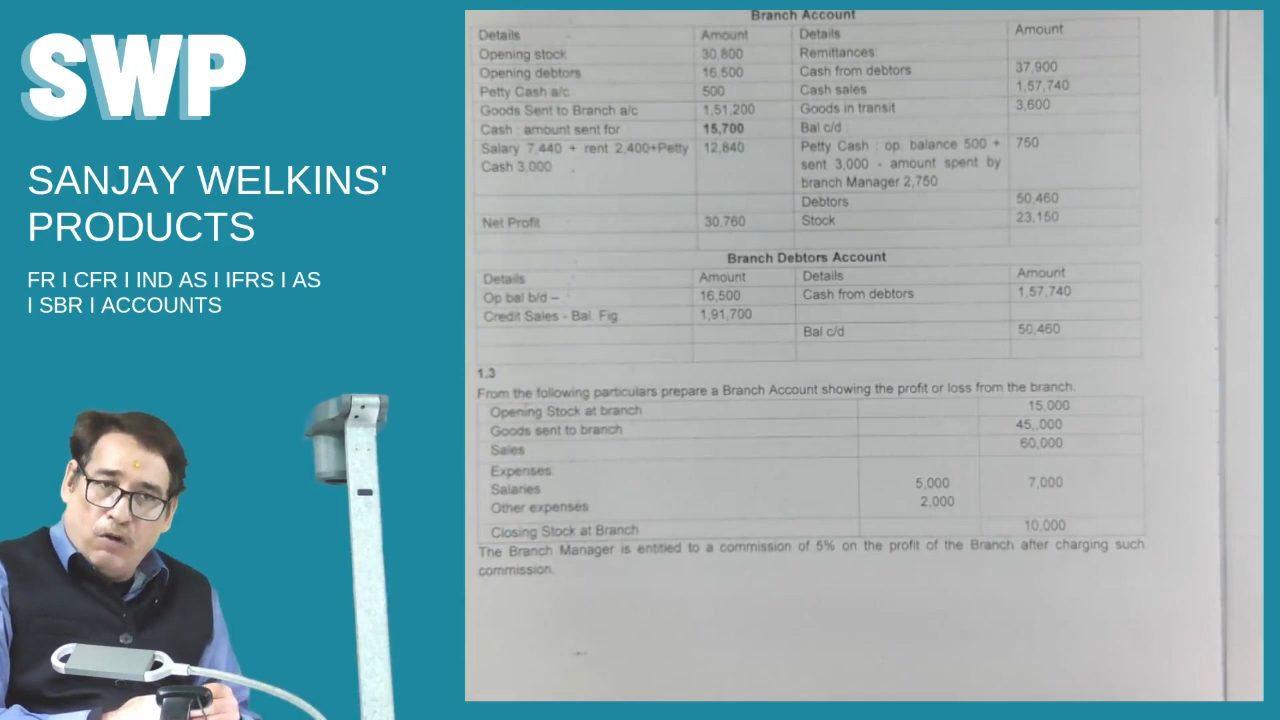 SWP
SANJAY WELKINS'
PRODUCTS
FR I CFR I IND AS I IFRS I AS
I SBR I ACCOUNTS
Branch Account
Details Amount Details Amount
Opening stock 30,800 Remittances:
Opening debtors 16,500 Cash from debtors 37,900
Petty Cash a/c 500 Cash sales 1,57,740
Goods Sent to Branch a/c 1,51,200 Goods in transit 3,600
Cash : amount sent for 15,700 Bal c/d :
Salary 7,440 + rent 2,400+Petty 12,840 Petty Cash : op. balance 500 + 750
Cash 3,000 sent 3,000 - amount spent by
branch Manager 2,750
Debtors 50,460
Net Profit 30,760 Stock 23,150
Branch Debtors Account
Details Amount Details Amount
Op bal b/d – 16,500 Cash from debtors 1,57,740
Credit Sales - Bal. Fig. 1,91,700
Bal c/d 50,460
1.3
From the following particulars prepare a Branch Account showing the profit or loss from the branch.
Opening Stock at branch 15,000
Goods sent to branch 45,,000
Sales 60,000
Expenses
Salaries 5,000 7,000
Other expenses 2,000
Closing Stock at Branch 10,000
The Branch Manager is entitled to a commission of 5% on the profit of the Branch after charging such
commission.